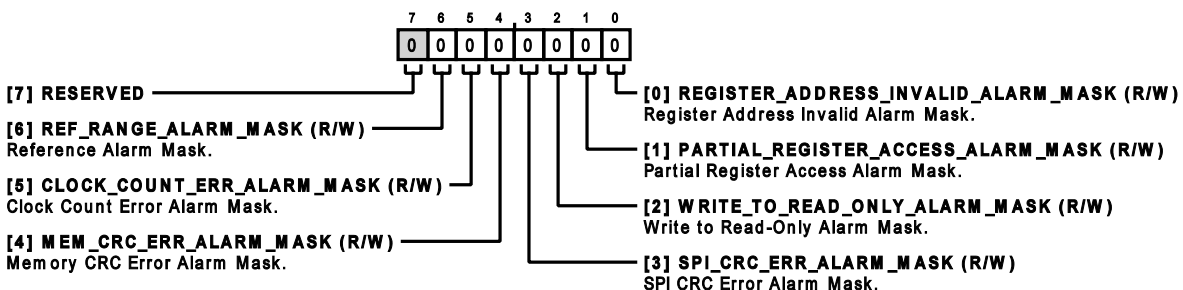 7 6 5 4 3 2 1 0
0 0 0 0 0 0 0 0
[7] RESERVED
[6] REF_RANGE_ALARM_MASK (R/W)
Reference Alarm Mask.
[5] CLOCK_COUNT_ERR_ALARM_MASK (R/W)
Clock Count Error Alarm Mask.
[4] MEM_CRC_ERR_ALARM_MASK (R/W)
Memory CRC Error Alarm Mask.
[0] REGISTER_ADDRESS_INVALID_ALARM_MASK (R/W)
Register Address Invalid Alarm Mask.
[1] PARTIAL_REGISTER_ACCESS_ALARM_MASK (R/W)
Partial Register Access Alarm Mask.
[2] WRITE_TO_READ_ONLY_ALARM_MASK (R/W)
Write to Read-Only Alarm Mask.
[3] SPI_CRC_ERR_ALARM_MASK (R/W)
SPI CRC Error Alarm Mask.